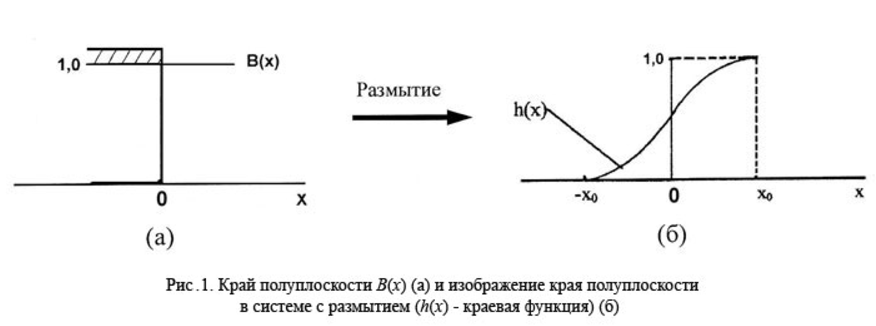 1,0
B(x)
0
x
(а)
Размытие
1,0
h(x)
-x₀
0
x₀
x
(б)
Рис.1. Край полуплоскости B(x) (а) и изображение края полуплоскости
в системе с размытием (h(x) - краевая функция) (б)